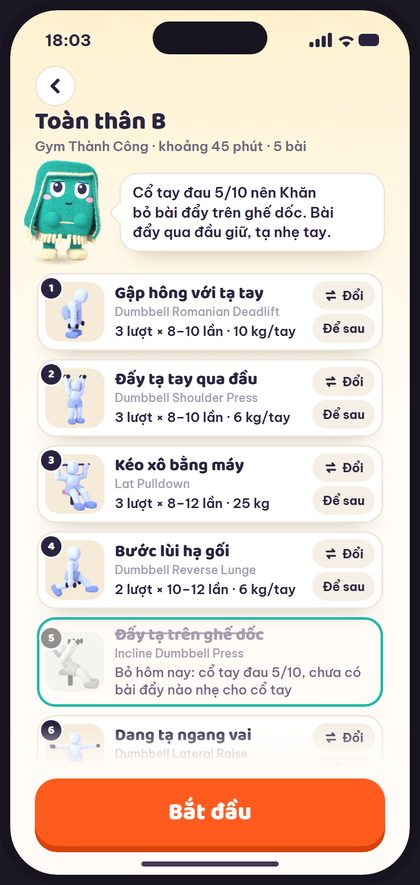 18:03
Toàn thân B
Gym Thành Công · khoảng 45 phút · 5 bài
Cổ tay đau 5/10 nên Khăn
bỏ bài đẩy trên ghế dốc. Bài
đẩy qua đầu giữ, tạ nhẹ tay.
1
Gập hông với tạ tay
Dumbbell Romanian Deadlift
3 lượt × 8–10 lần · 10 kg/tay
Đổi
Để sau
2
Đẩy tạ tay qua đầu
Dumbbell Shoulder Press
3 lượt × 8–10 lần · 6 kg/tay
Đổi
Để sau
3
Kéo xô bằng máy
Lat Pulldown
3 lượt × 8–12 lần · 25 kg
Đổi
Để sau
4
Bước lùi hạ gối
Dumbbell Reverse Lunge
2 lượt × 10–12 lần · 6 kg/tay
Đổi
Để sau
5
Đẩy tạ trên ghế dốc
Incline Dumbbell Press
Bỏ hôm nay: cổ tay đau 5/10, chưa có
bài đẩy nào nhẹ cho cổ tay
6
Dang tạ ngang vai
Dumbbell Lateral Raise
Đổi
Bắt đầu